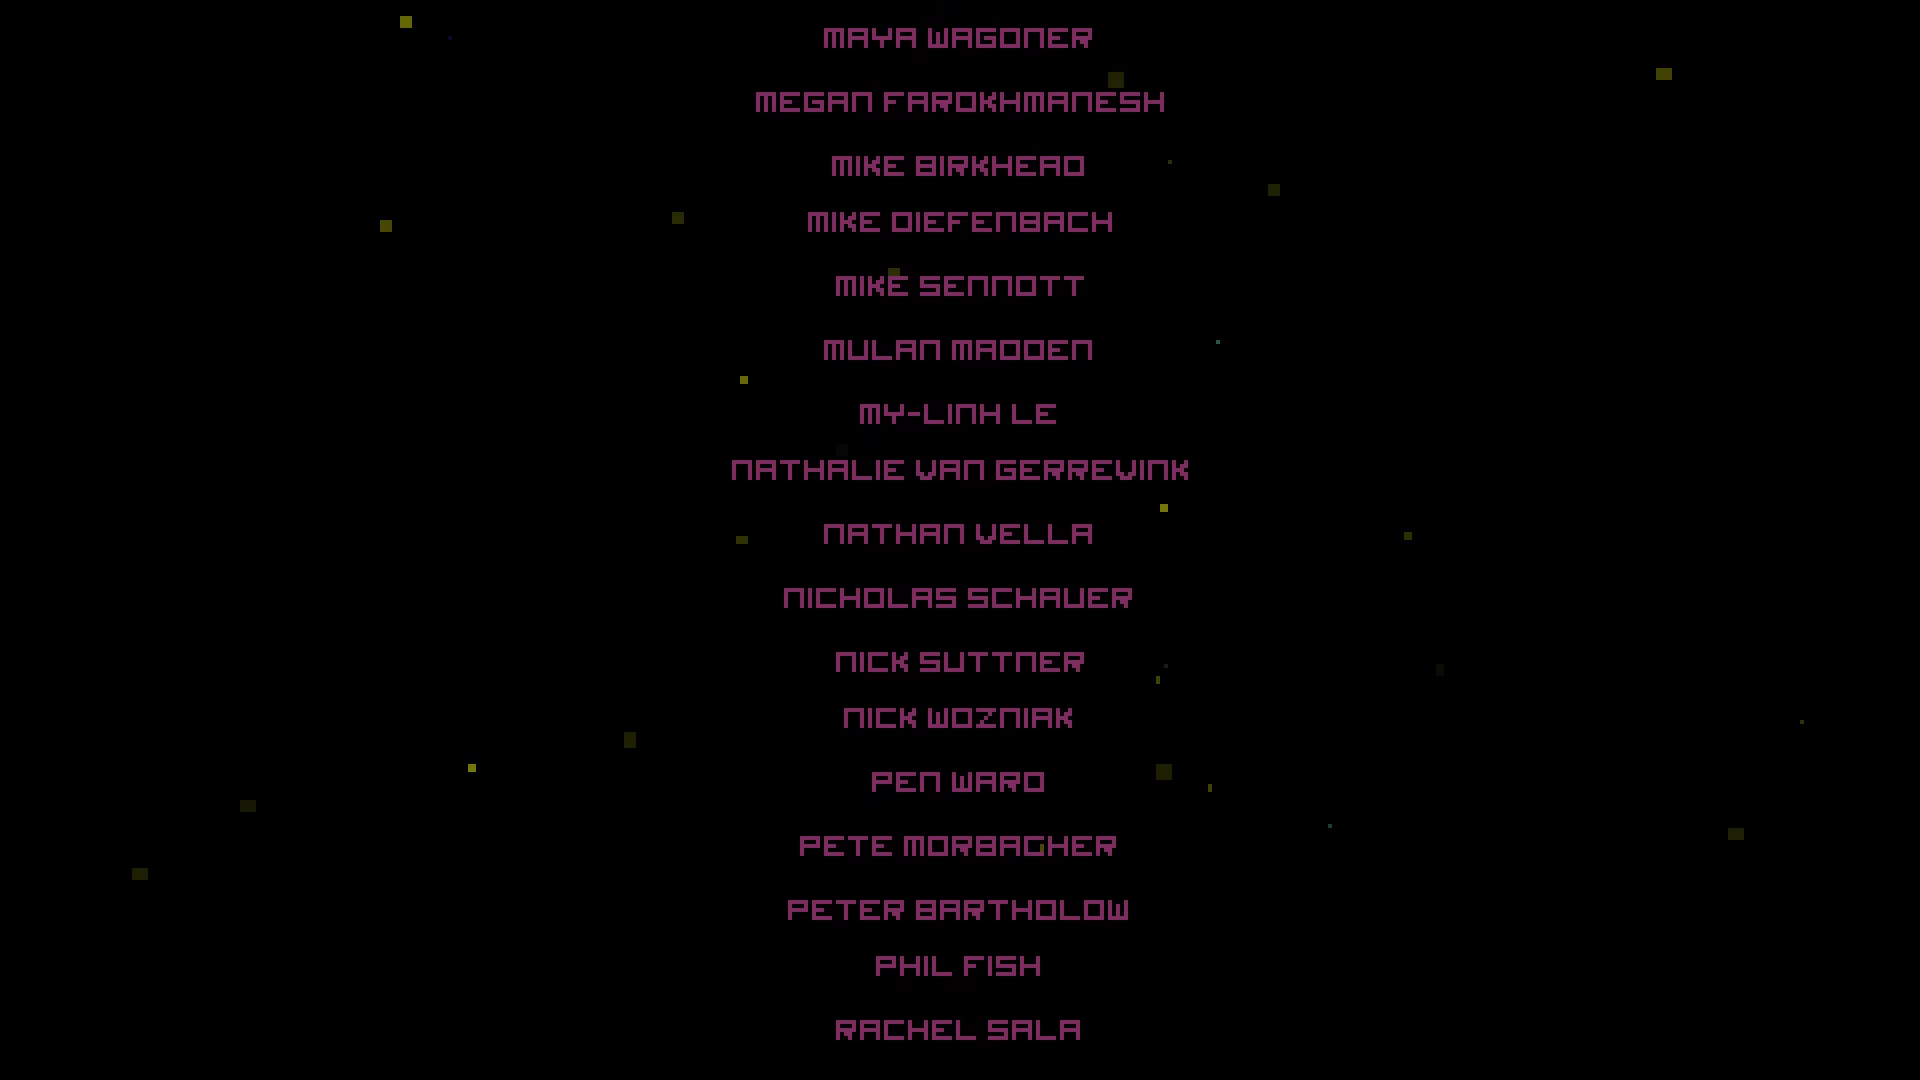 MAYA WAGONER
MEGAN FAROKHMANESH
MIKE BIRKHEAD
MIKE DIEFENBACH
MIKE SENNOTT
MULAN MADDEN
MY-LINH LE
NATHALIE VAN GERREVINK
NATHAN VELLA
NICHOLAS SCHAUER
NICK SUTTNER
NICK WOZNIAK
PEN WARD
PETE MORBACHER
PETER BARTHOLOW
PHIL FISH
RACHEL SALA